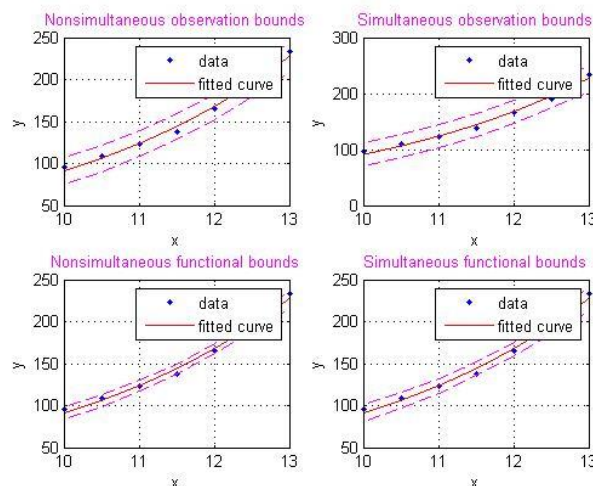 Nonsimultaneous observation bounds
250
200
150
100
50
y
data
fitted curve
10
11
12
13
x
Simultaneous observation bounds
300
200
100
0
y
data
fitted curve
10
11
12
13
x
Nonsimultaneous functional bounds
250
200
150
100
50
y
data
fitted curve
10
11
12
13
x
Simultaneous functional bounds
250
200
150
100
50
y
data
fitted curve
10
11
12
13
x